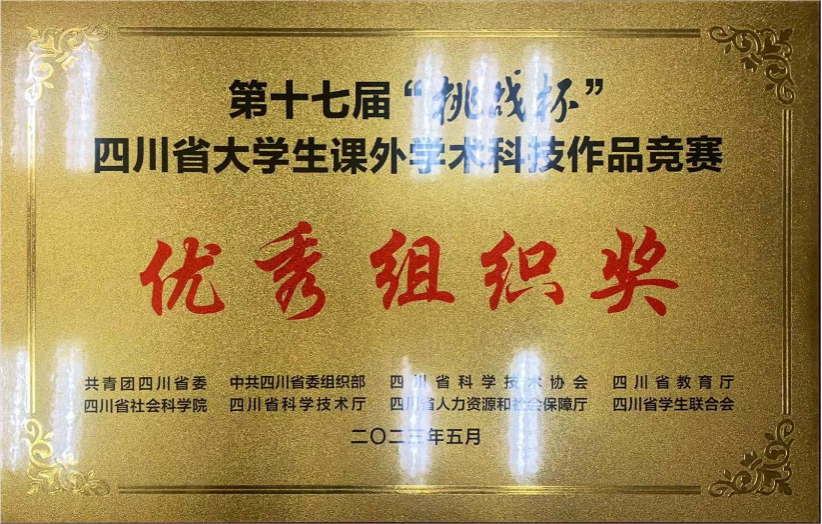 第十七届“挑战杯”
四川省大学生课外学术科技作品竞赛
优秀组织奖
共青团四川省委 中共四川省委组织部 四川省科学技术协会 四川省教育厅
四川省社会科学院 四川省科学技术厅 四川省人力资源和社会保障厅 四川省学生联合会
二〇二三年五月